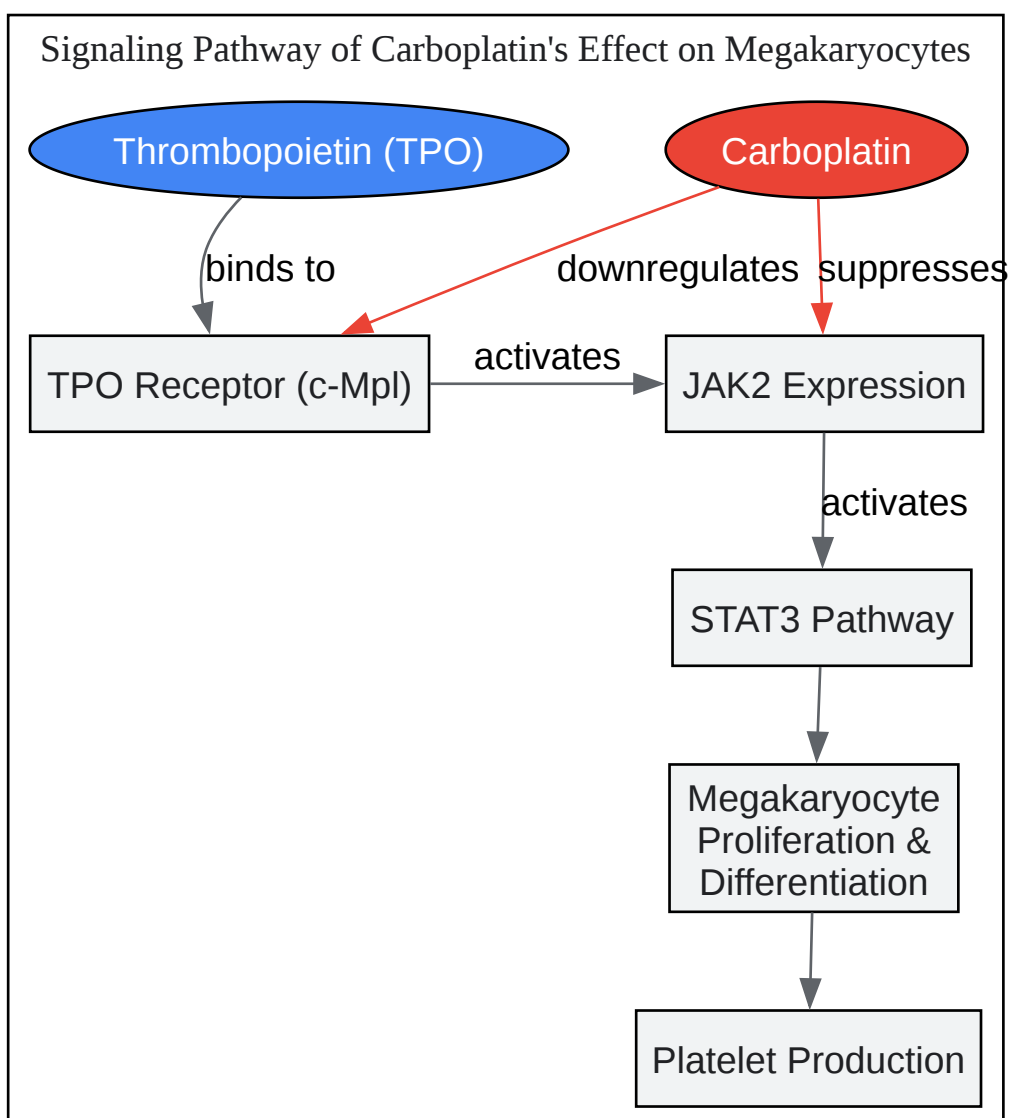 Signaling Pathway of Carboplatin's Effect on Megakaryocytes
Thrombopoietin (TPO)
Carboplatin
binds to
downregulates
suppresses
TPO Receptor (c-Mpl)
activates
JAK2 Expression
activates
STAT3 Pathway
Megakaryocyte
Proliferation &
Differentiation
Platelet Production